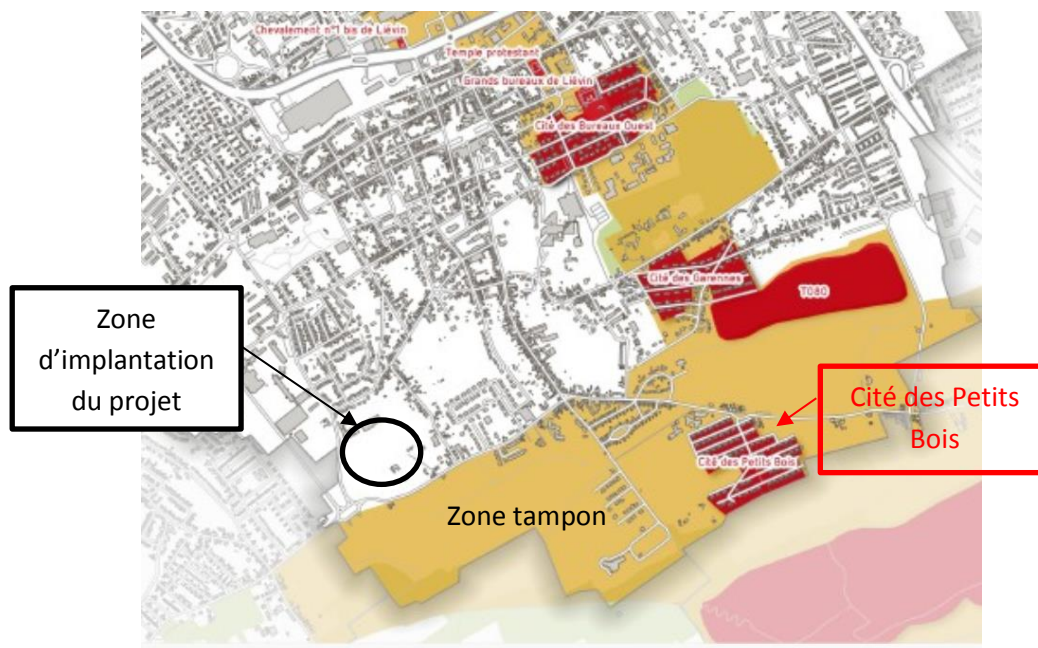 Chevalement n°1 bis de Liévin
Temple protestant
Grands bureaux de Liévin
Cité des Bureaux Ouest
Cité des Garennes
T080
Zone
d’implantation
du projet
Cité des Petits
Bois
Cité des Petits Bois
Zone tampon